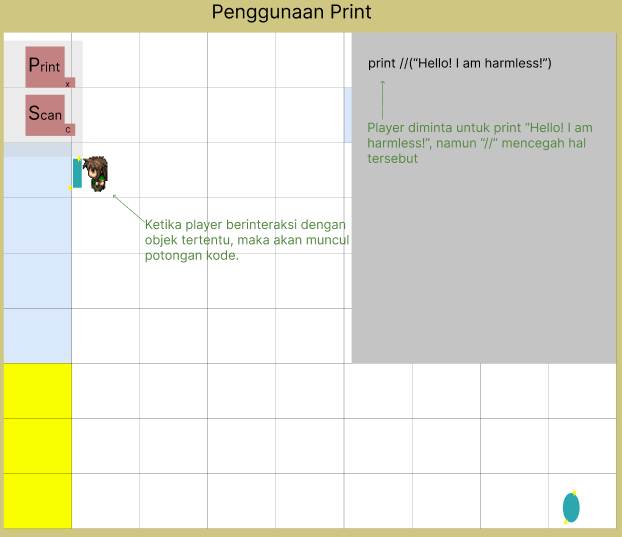 Penggunaan Print
Print
X
Scan
C
print //("Hello! I am harmless!")
Player diminta untuk print "Hello! I am
harmless!", namun "//" mencegah hal
tersebut
Ketika player berinteraksi dengan
objek tertentu, maka akan muncul
potongan kode.